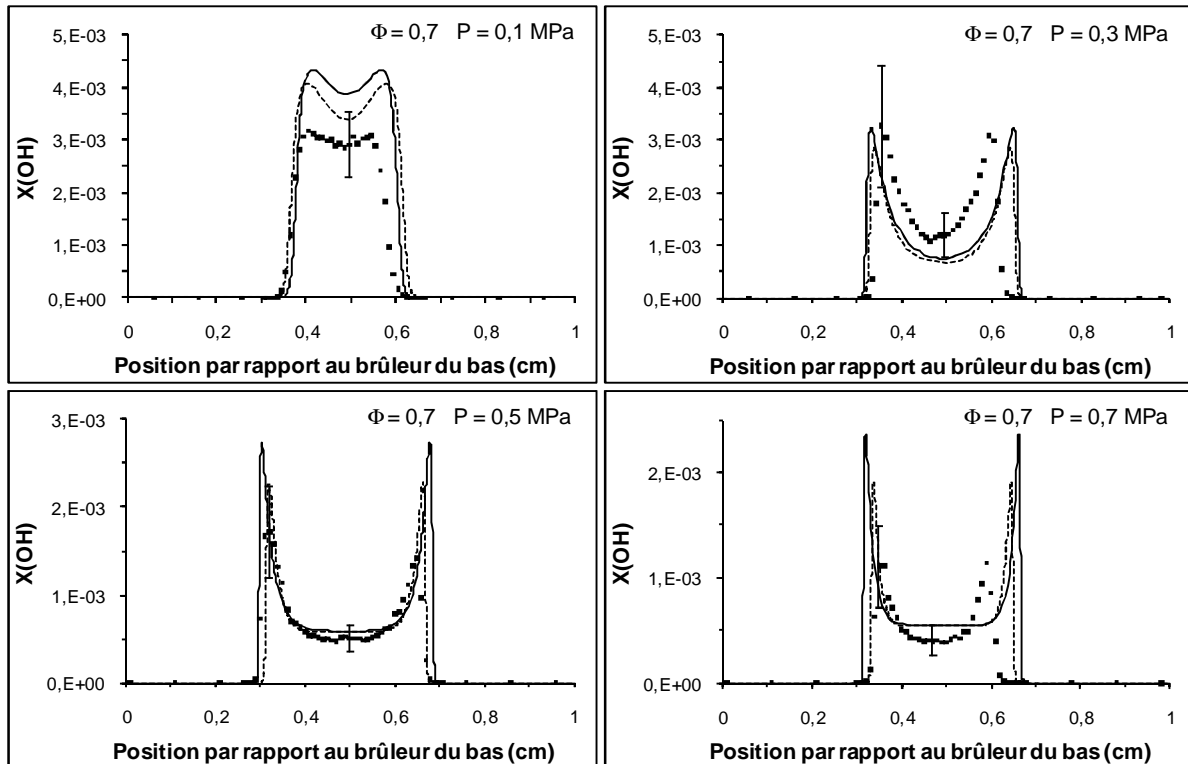 Φ = 0,7 P = 0,1 MPa
5,E-03
4,E-03
3,E-03
2,E-03
1,E-03
0,E+00
X(OH)
0 0,2 0,4 0,6 0,8 1
Position par rapport au brûleur du bas (cm)
Φ = 0,7 P = 0,3 MPa
5,E-03
4,E-03
3,E-03
2,E-03
1,E-03
0,E+00
X(OH)
0 0,2 0,4 0,6 0,8 1
Position par rapport au brûleur du bas (cm)
Φ = 0,7 P = 0,5 MPa
3,E-03
2,E-03
1,E-03
0,E+00
X(OH)
0 0,2 0,4 0,6 0,8 1
Position par rapport au brûleur du bas (cm)
Φ = 0,7 P = 0,7 MPa
2,E-03
1,E-03
0,E+00
X(OH)
0 0,2 0,4 0,6 0,8 1
Position par rapport au brûleur du bas (cm)